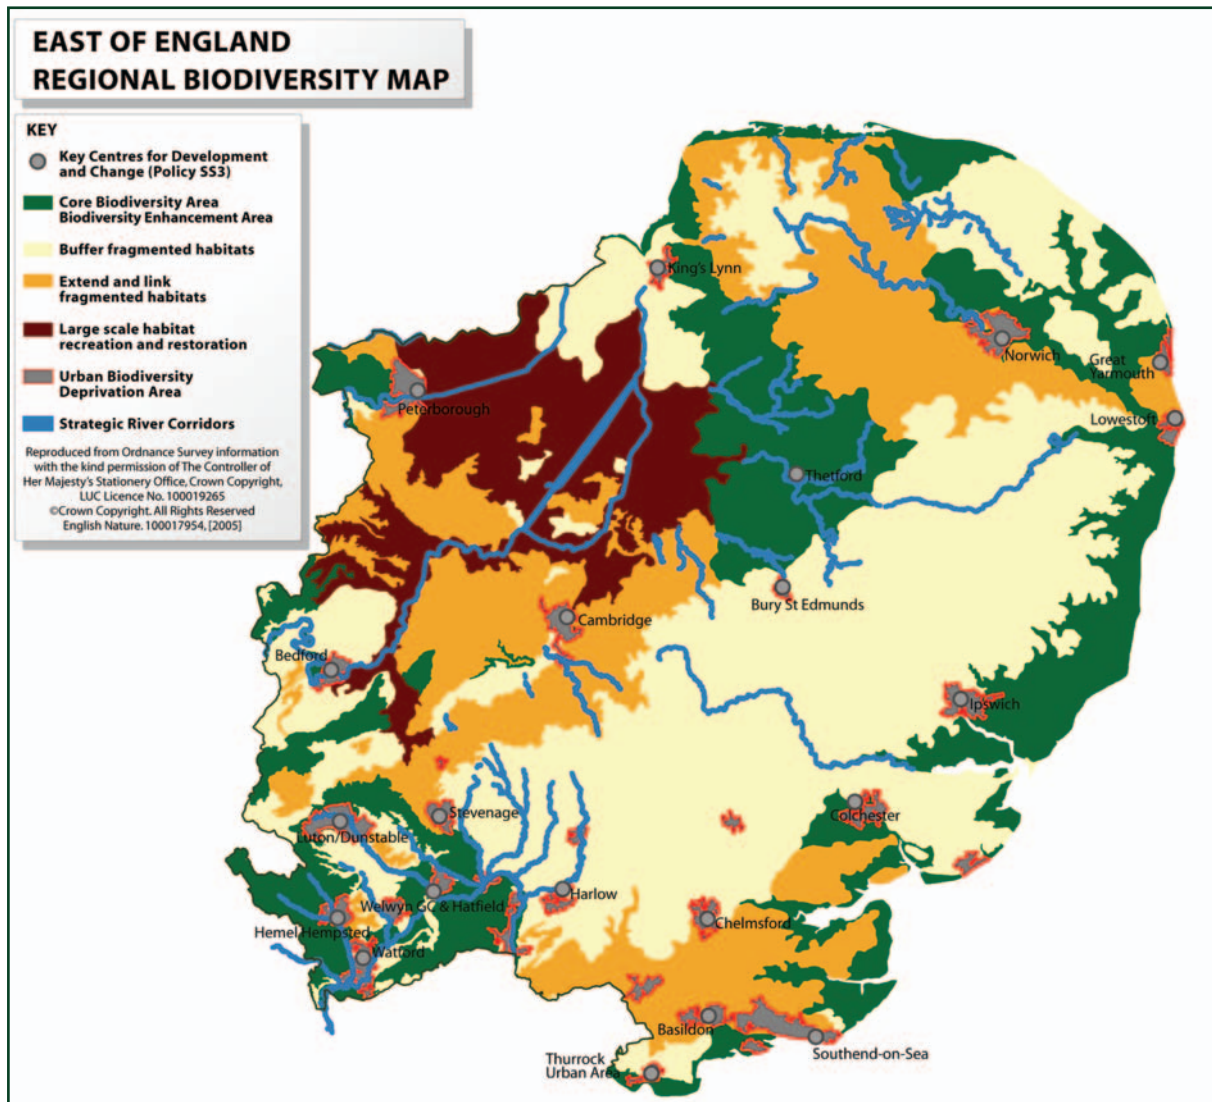 EAST OF ENGLAND
REGIONAL BIODIVERSITY MAP
KEY
Key Centres for Development
and Change (Policy SS3)
Core Biodiversity Area
Biodiversity Enhancement Area
Buffer fragmented habitats
Extend and link
fragmented habitats
Large scale habitat
recreation and restoration
Urban Biodiversity
Deprivation Area
Strategic River Corridors
Reproduced from Ordnance Survey information
with the kind permission of The Controller of
Her Majesty's Stationery Office, Crown Copyright,
LUC Licence No. 100019265
©Crown Copyright. All Rights Reserved
English Nature. 100017954, [2005]
King's Lynn
Norwich
Great
Yarmouth
Peterborough
Lowestoft
Thetford
Bury St Edmunds
Cambridge
Bedford
Ipswich
Stevenage
Colchester
Luton/Dunstable
Harlow
Welwyn GC & Hatfield
Chelmsford
Hemel Hempsted
Watford
Basildon
Southend-on-Sea
Thurrock
Urban Area